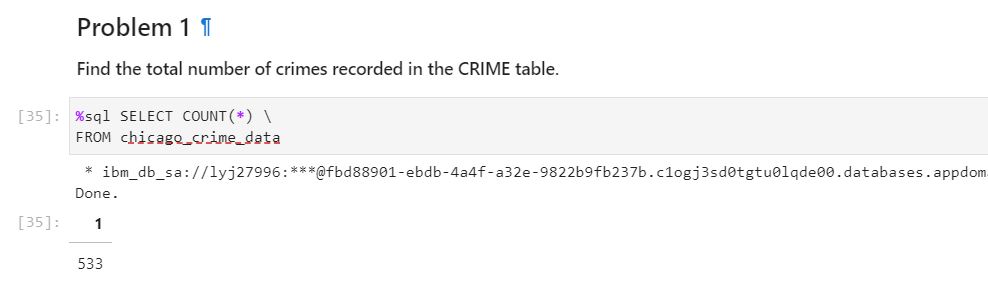 Problem 1 ¶
Find the total number of crimes recorded in the CRIME table.
[35]: %sql SELECT COUNT(*) \
FROM chicago_crime_data
* ibm_db_sa://lyj27996:***@fbd88901-ebdb-4a4f-a32e-9822b9fb237b.c1ogj3sd0tgtu0lqde00.databases.appdoma
Done.
[35]: 1
533